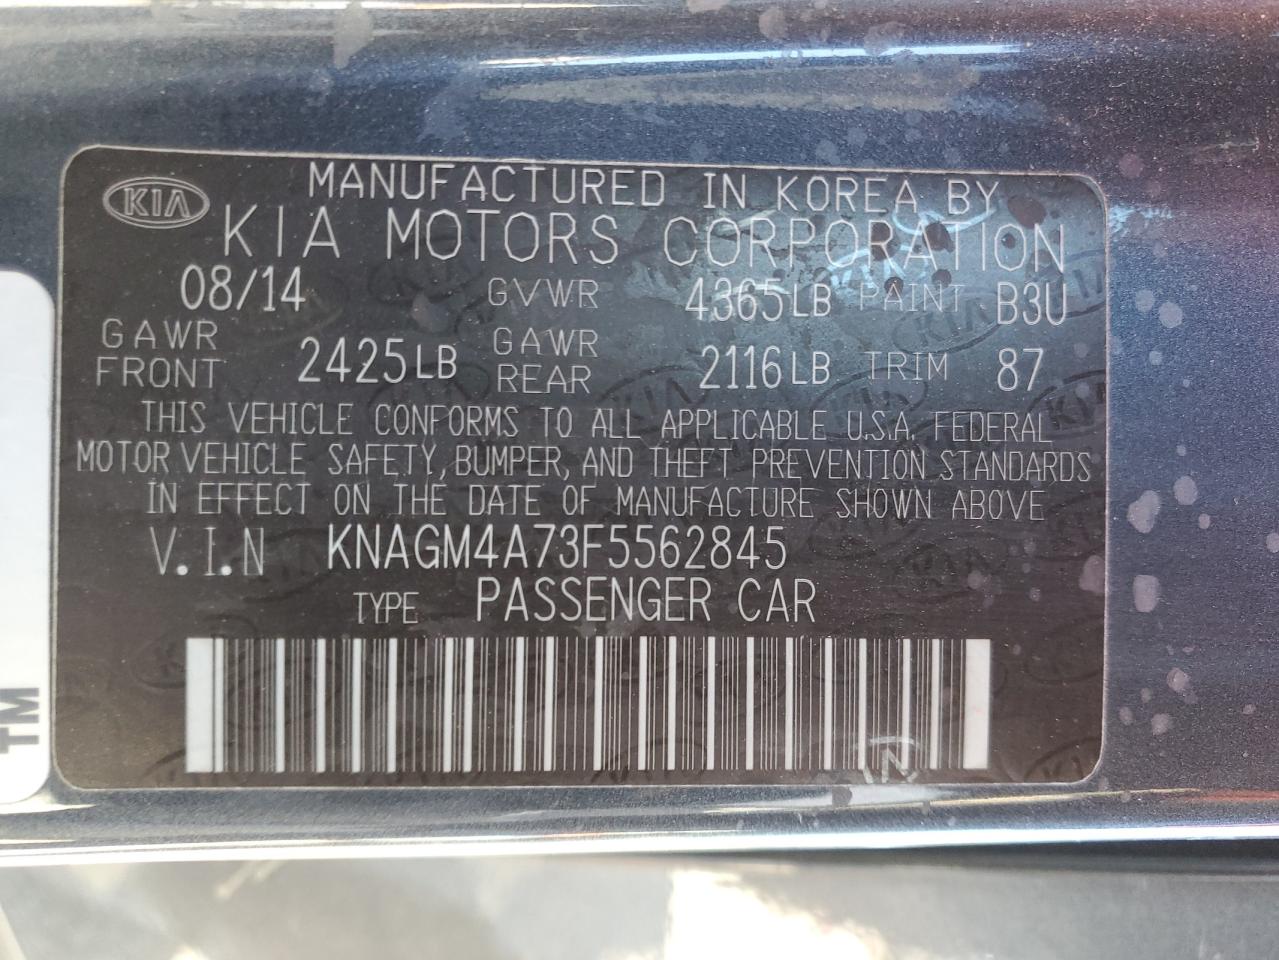 MANUFACTURED IN KOREA BY
KIA KIA MOTORS CORPORATION
08/14 GVWR 4365LB PAINT B3U
GAWR FRONT 2425LB GAWR REAR 2116LB TRIM 87
THIS VEHICLE CONFORMS TO ALL APPLICABLE U.S.A. FEDERAL
MOTOR VEHICLE SAFETY, BUMPER, AND THEFT PREVENTION STANDARDS
IN EFFECT ON THE DATE OF MANUFACTURE SHOWN ABOVE
V.I.N KNAGM4A73F5562845
TYPE PASSENGER CAR
TM